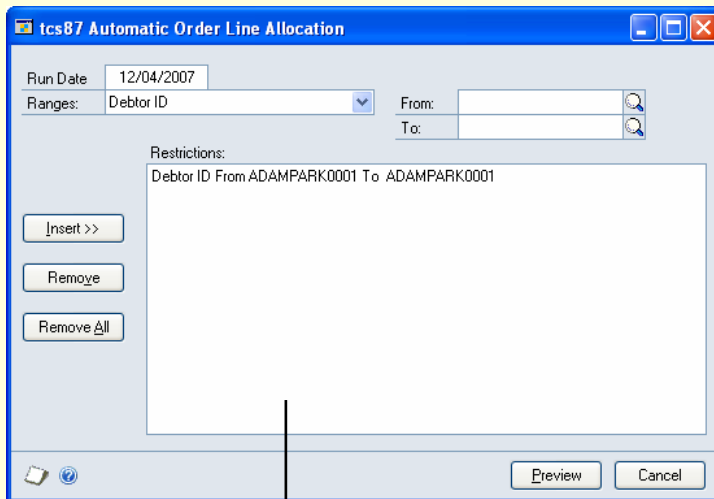 tcs87 Automatic Order Line Allocation
Run Date 12/04/2007
Ranges: Debtor ID From:
To:
Restrictions:
Debtor ID From ADAMPARK0001 To ADAMPARK0001
Insert >>
Remove
Remove All
Preview Cancel